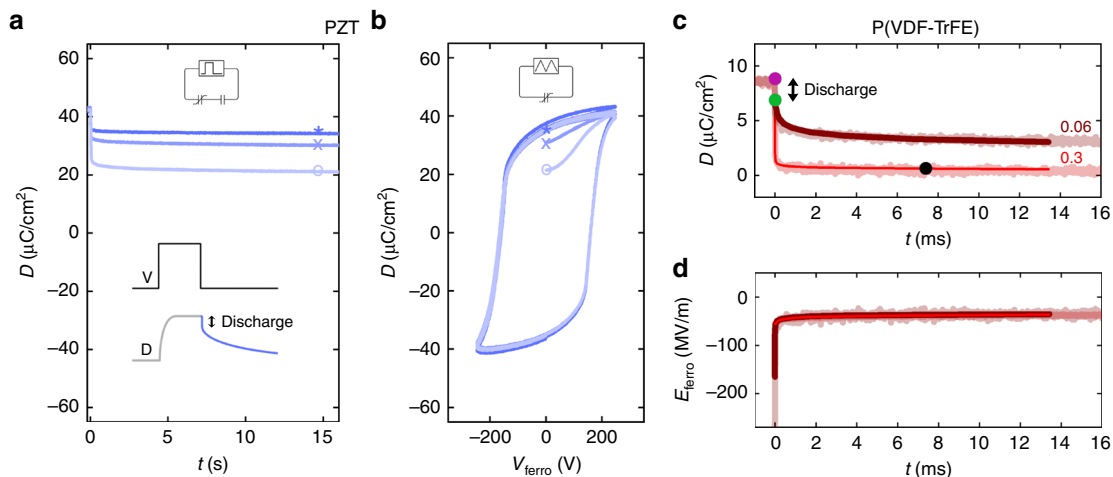 a
PZT
60
40
20
0
−20
−40
−60
D (μC/cm²)
V
D
Discharge
0
5
10
15
t (s)
b
60
40
20
0
−20
−40
−60
D (μC/cm²)
−200
0
200
V_ferro (V)
c
P(VDF-TrFE)
10
5
0
D (μC/cm²)
Discharge
0.06
0.3
0 2 4 6 8 10 12 14 16
t (ms)
d
0
−100
−200
E_ferro (MV/m)
0 2 4 6 8 10 12 14 16
t (ms)